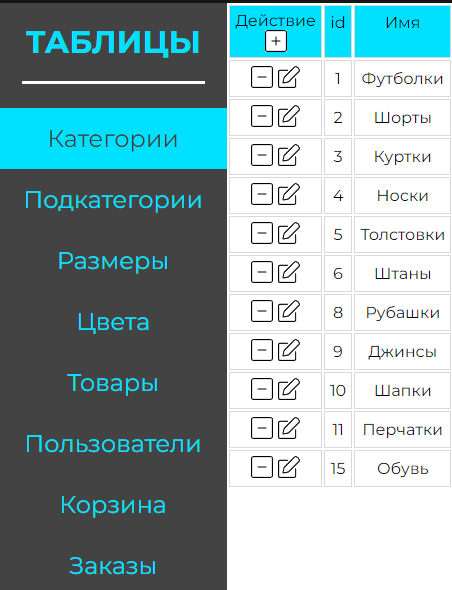 ТАБЛИЦЫ
Категории
Подкатегории
Размеры
Цвета
Товары
Пользователи
Корзина
Заказы
Действие id Имя
1 Футболки
2 Шорты
3 Куртки
4 Носки
5 Толстовки
6 Штаны
8 Рубашки
9 Джинсы
10 Шапки
11 Перчатки
15 Обувь